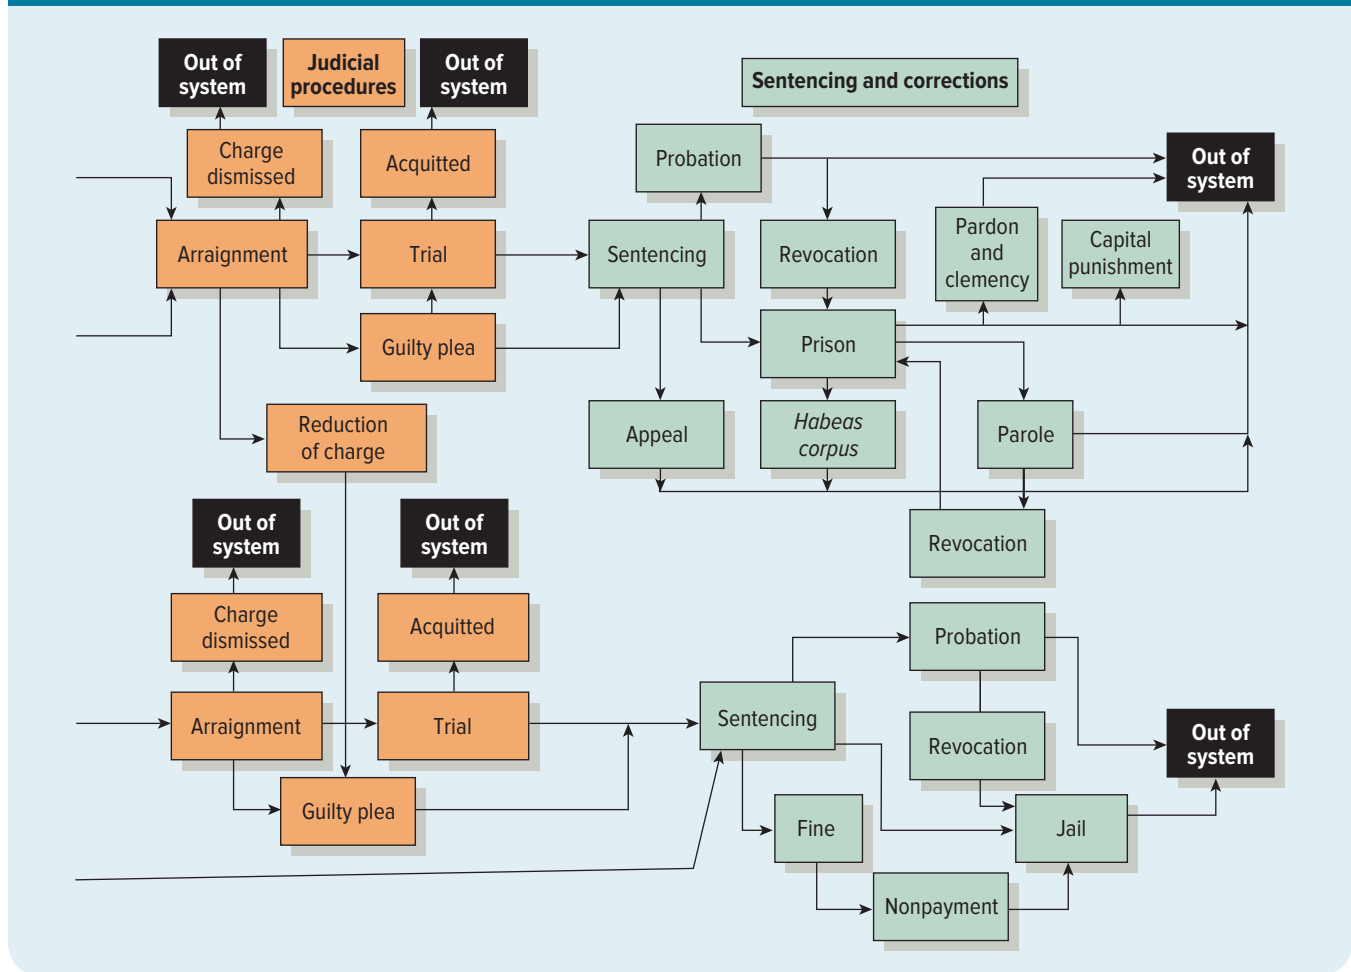 Out of
system
Judicial
procedures
Out of
system
Sentencing and corrections
Charge
dismissed
Acquitted
Probation
Out of
system
Arraignment
Trial
Sentencing
Revocation
Pardon
and
clemency
Capital
punishment
Guilty plea
Prison
Reduction
of charge
Appeal
Habeas
corpus
Parole
Out of
system
Out of
system
Revocation
Charge
dismissed
Acquitted
Probation
Arraignment
Trial
Sentencing
Revocation
Out of
system
Guilty plea
Fine
Jail
Nonpayment